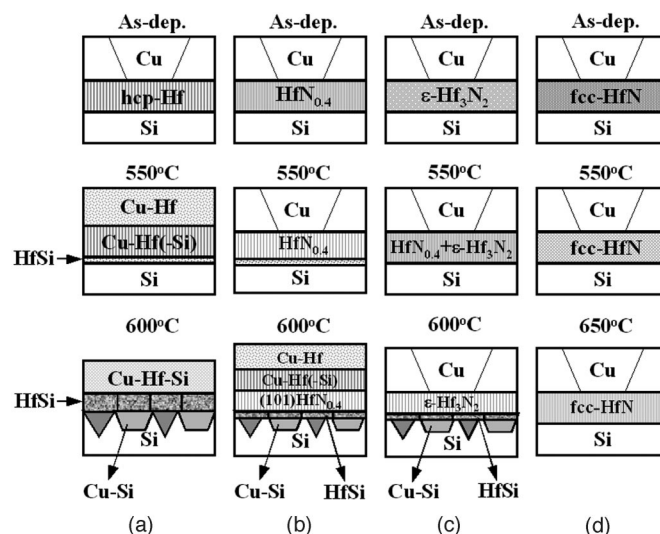 As-dep. As-dep. As-dep. As-dep.
Cu Cu Cu Cu
hcp-Hf HfN0.4 ε-Hf3N2 fcc-HfN
Si Si Si Si
550°C 550°C 550°C 550°C
Cu-Hf Cu Cu Cu
Cu-Hf(-Si) HfN0.4 HfN0.4+ε-Hf3N2 fcc-HfN
HfSi
Si Si Si Si
600°C 600°C 600°C 650°C
Cu-Hf-Si Cu-Hf Cu Cu
HfSi Cu-Hf(-Si)
(101)HfN0.4 ε-Hf3N2 fcc-HfN
Si Si Si Si
Cu-Si Cu-Si HfSi Cu-Si HfSi
(a) (b) (c) (d)